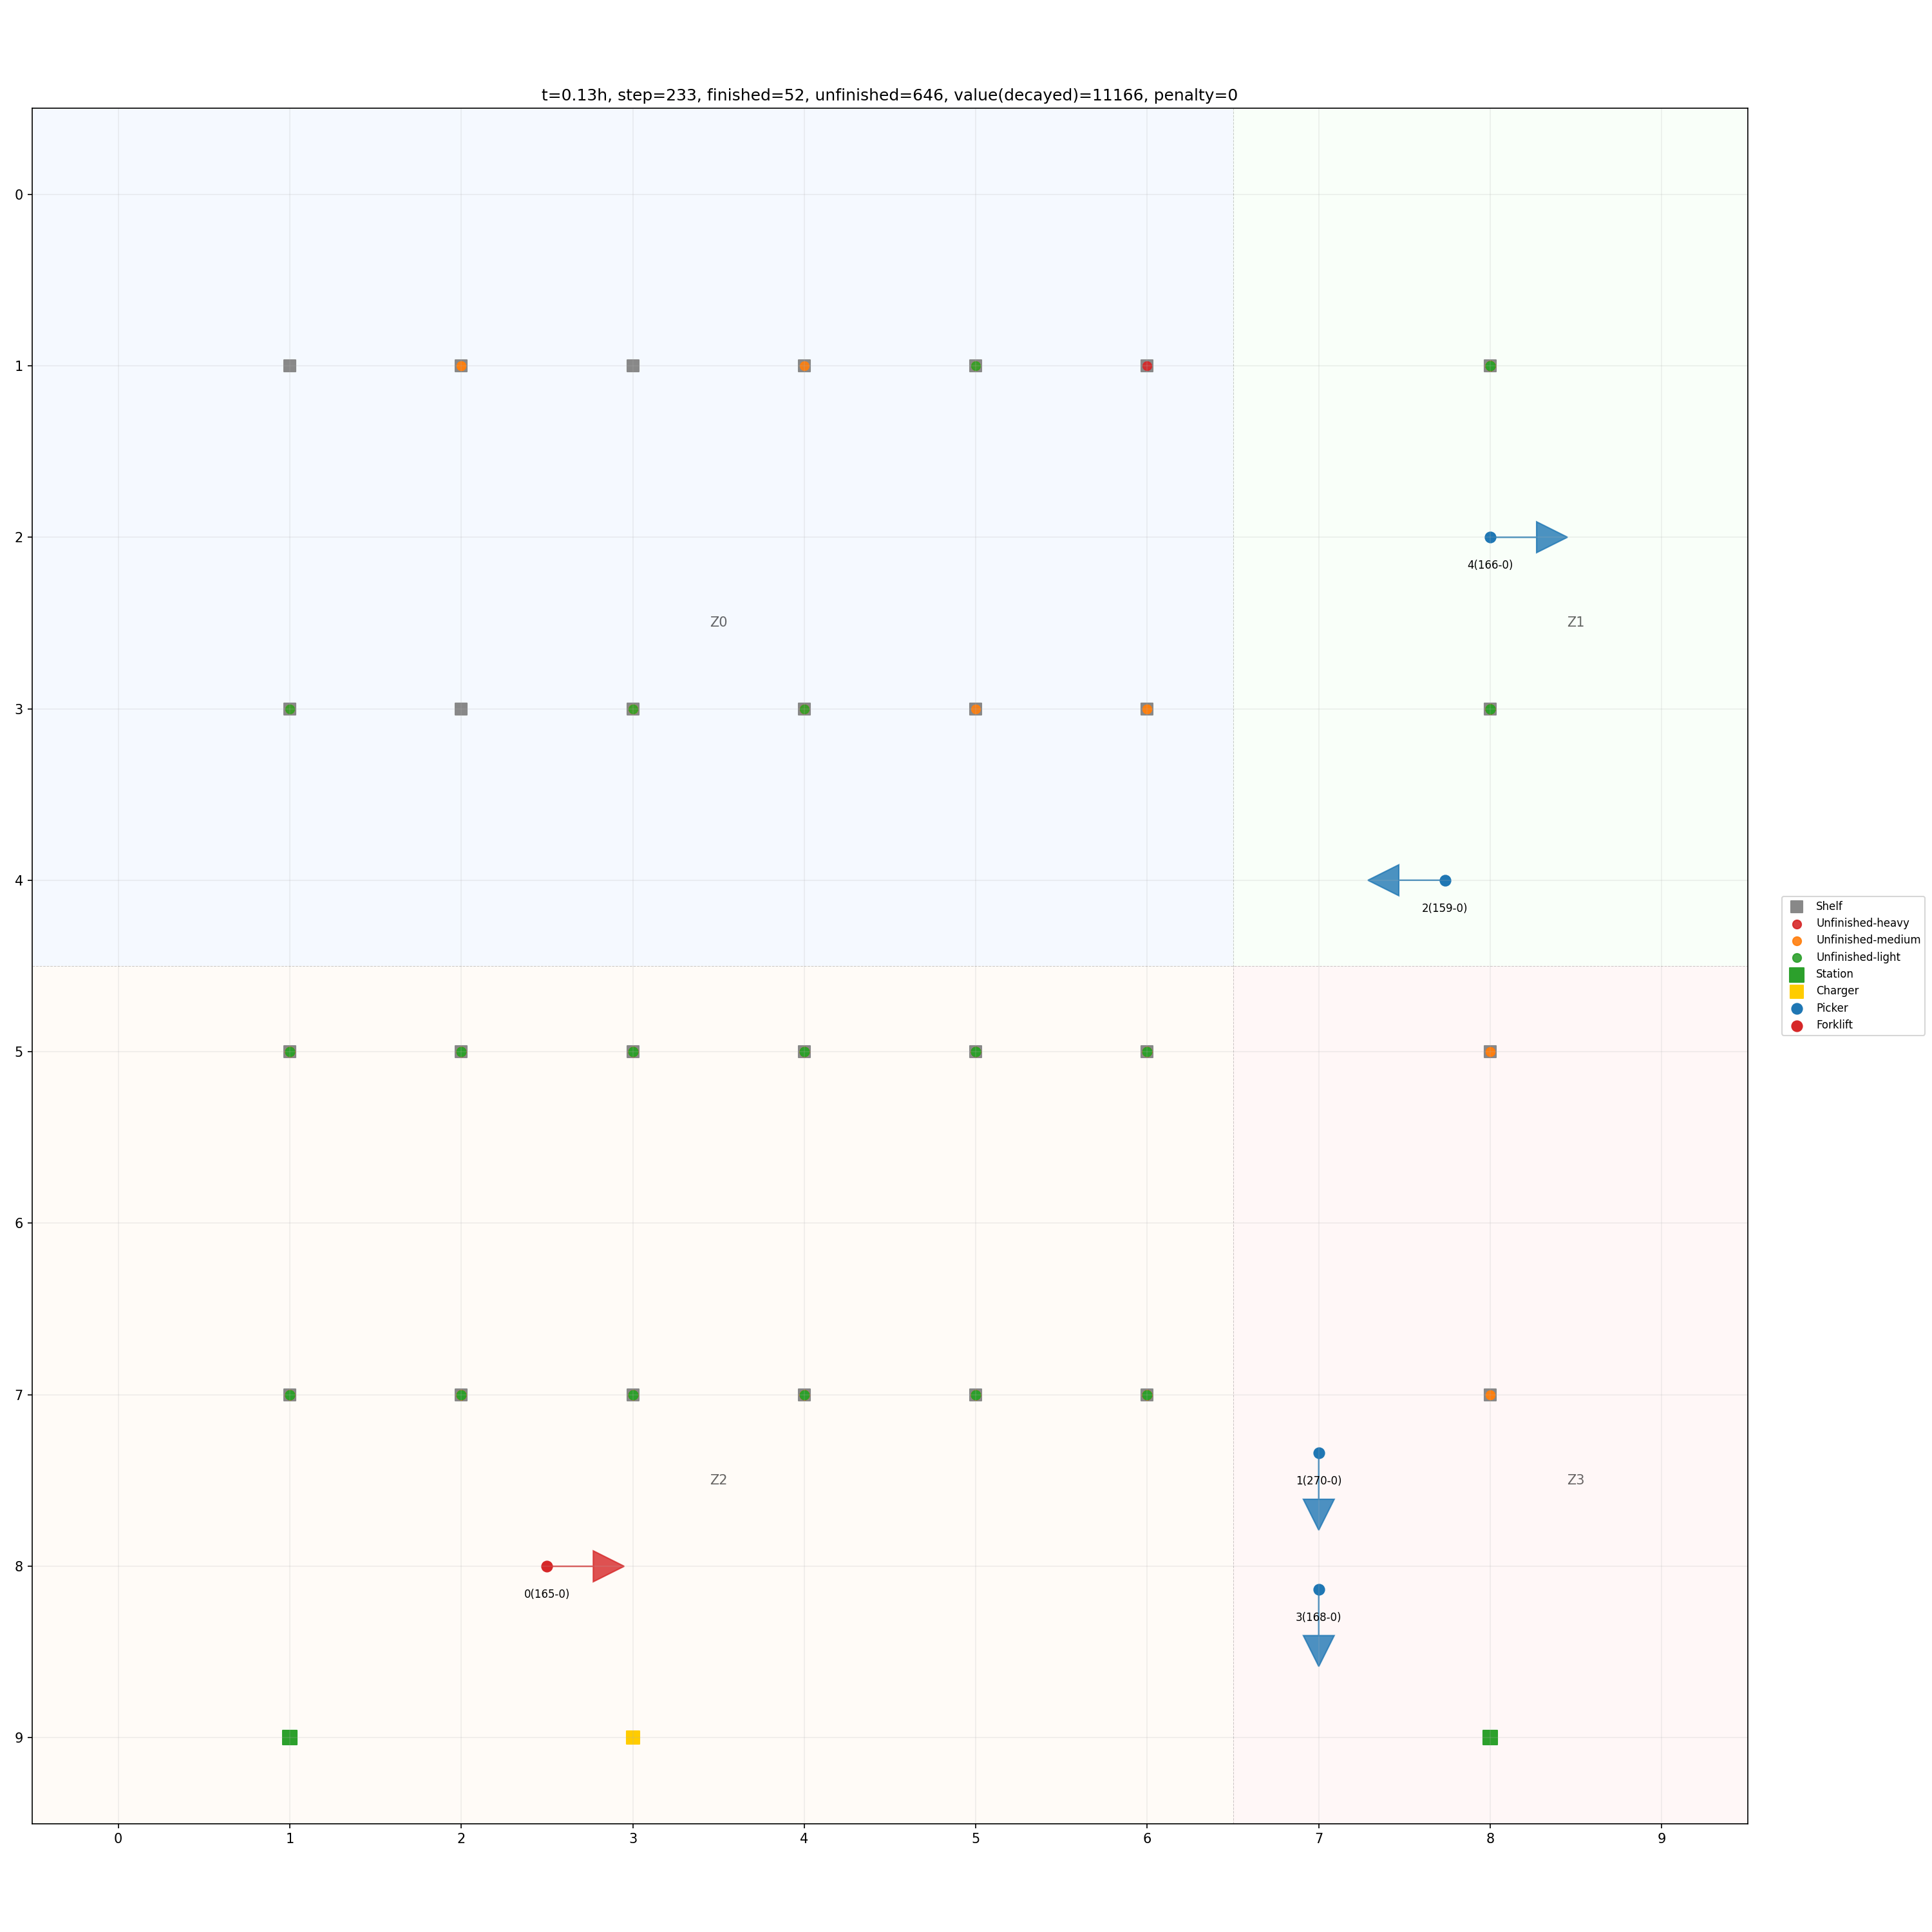 t=0.13h, step=233, finished=52, unfinished=646, value(decayed)=11166, penalty=0
0
1
2
4(166-0)
Z0
Z1
3
4
2(159-0)
Shelf
Unfinished-heavy
Unfinished-medium
Unfinished-light
Station
Charger
Picker
Forklift
5
6
7
Z2
1(270-0)
Z3
8
0(165-0)
3(168-0)
9
0 1 2 3 4 5 6 7 8 9